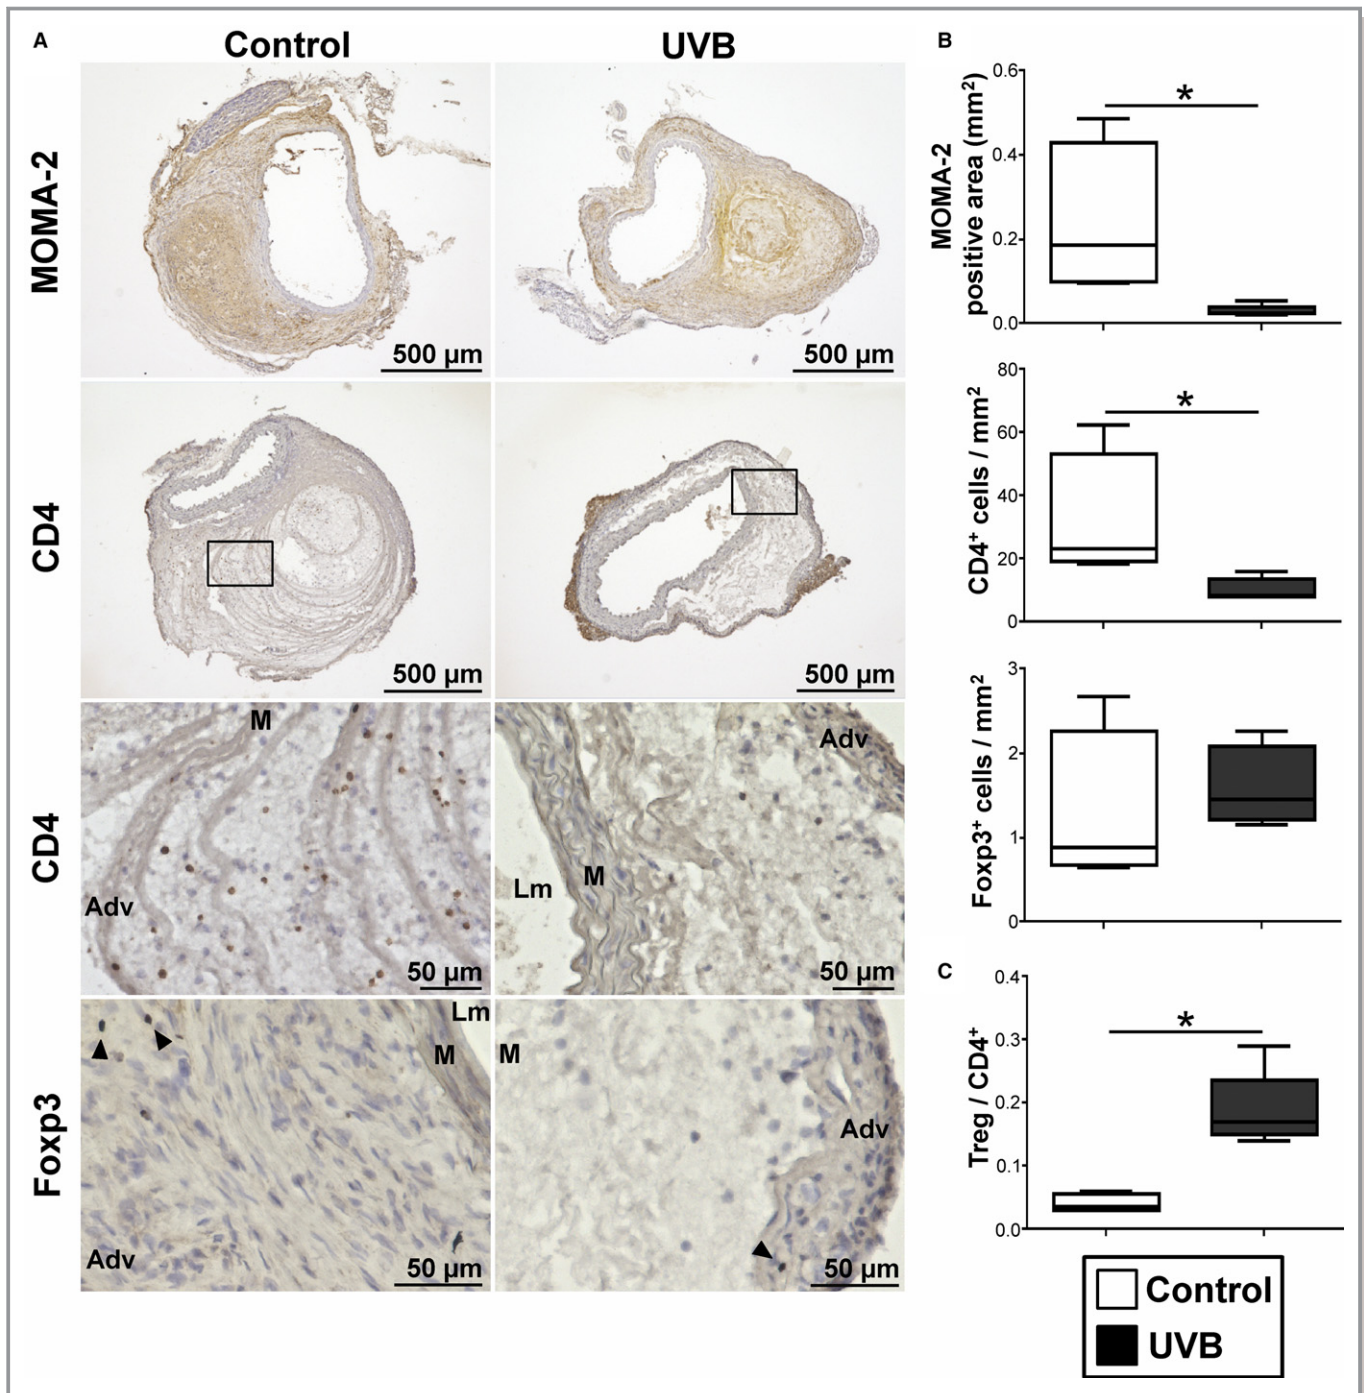 A
Control
UVB
MOMA-2
500 µm
500 µm
CD4
500 µm
500 µm
CD4
M
Adv
50 µm
Adv
Lm
M
50 µm
Foxp3
Lm
M
Adv
50 µm
M
Adv
50 µm
B
MOMA-2
positive area (mm²)
0.6
0.4
0.2
0.0
*
CD4⁺ cells / mm²
80
60
40
20
0
*
Foxp3⁺ cells / mm²
3
2
1
0
C
Treg / CD4⁺
0.4
0.3
0.2
0.1
0.0
*
Control
UVB